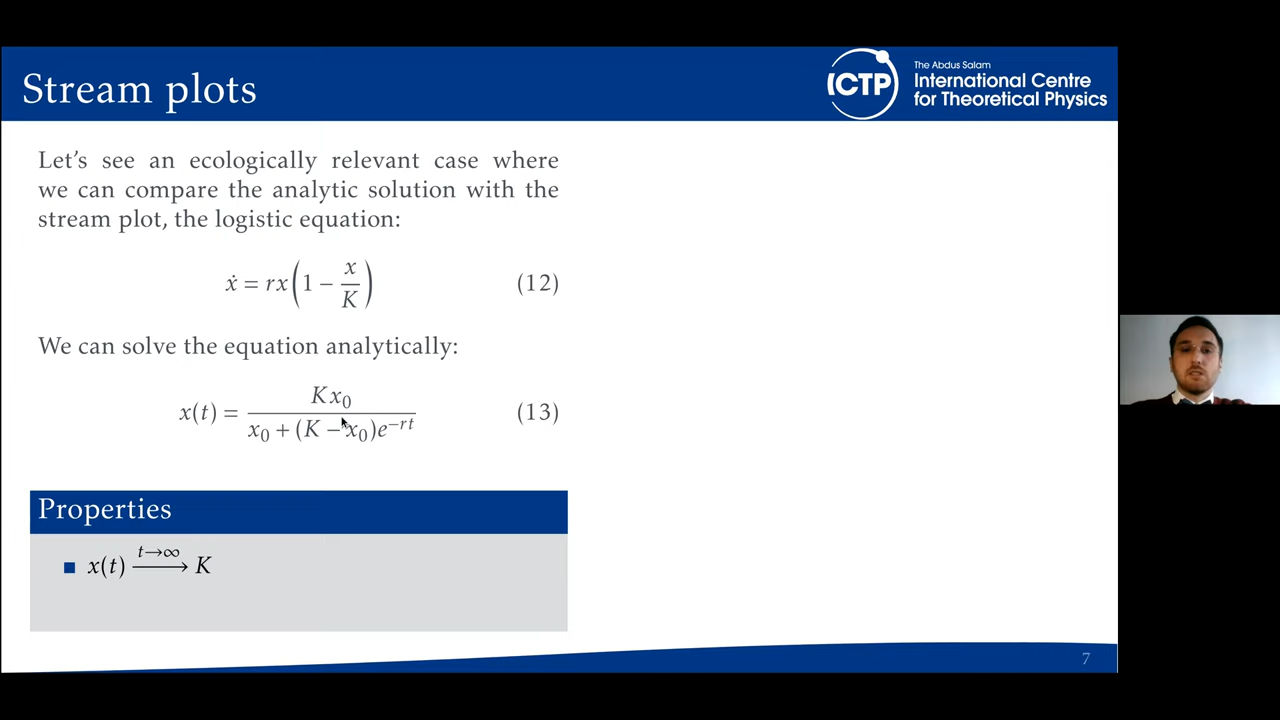 Stream plots
ICTP
The Abdus Salam
International Centre
for Theoretical Physics
Let's see an ecologically relevant case where
we can compare the analytic solution with the
stream plot, the logistic equation:
ẋ = rx(1 − x/K) (12)
We can solve the equation analytically:
x(t) = Kx₀ / (x₀ + (K − x₀)e^{−rt}) (13)
Properties
■ x(t) \xrightarrow{t→∞} K
7